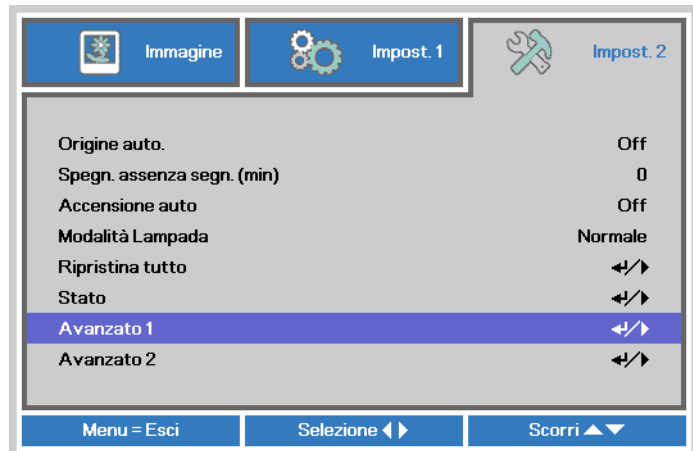 Immagine Impost. 1 Impost. 2
Origine auto. Off
Spegn. assenza segn. (min) 0
Accensione auto Off
Modalità Lampada Normale
Ripristina tutto ↵/▶
Stato ↵/▶
Avanzato 1 ↵/▶
Avanzato 2 ↵/▶
Menu = Esci Selezione ◀▶ Scorri ▲▼